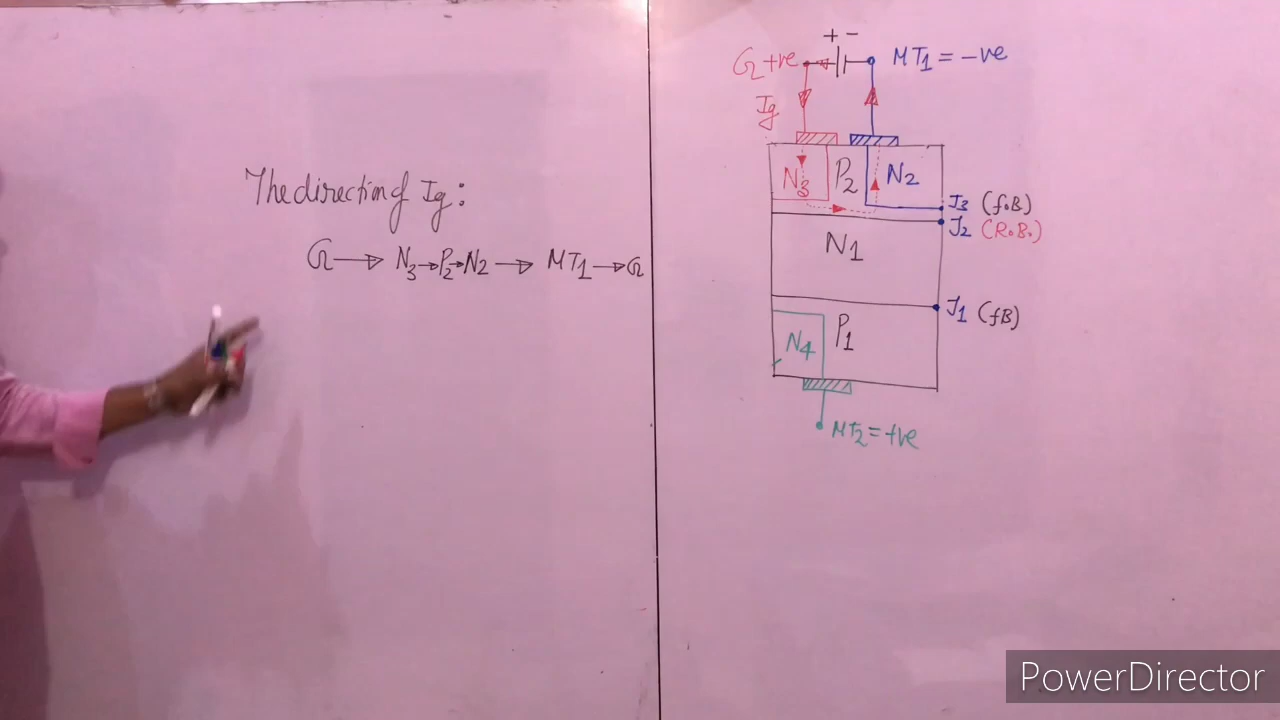 The direction of Ig:
G → N3 → P2 → N2 → MT1 → G
+ -
G +ve
MT1 = -ve
Ig
N3
P2
N2
J3 (f.B)
J2 (R.B.)
N1
J1 (fB)
P1
N4
MT2 = +ve
PowerDirector